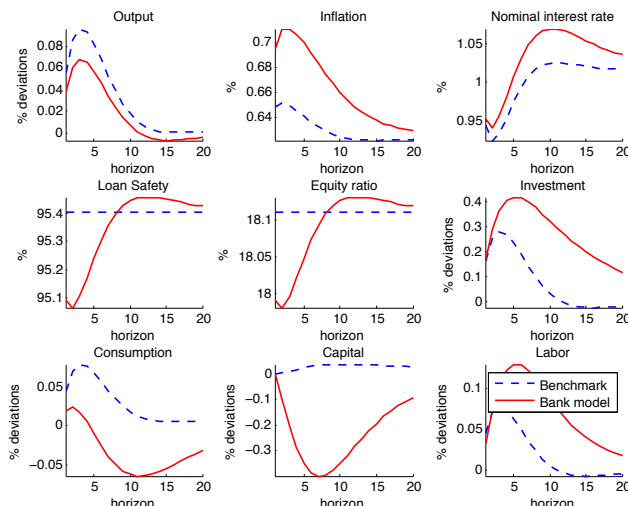 Output
% deviations
0.1
0.08
0.06
0.04
0.02
0
5 10 15 20
horizon
Inflation
%
0.7
0.68
0.66
0.64
5 10 15 20
horizon
Nominal interest rate
%
1.05
1
0.95
5 10 15 20
horizon
Loan Safety
%
95.4
95.3
95.2
95.1
5 10 15 20
horizon
Equity ratio
%
18.1
18.05
18
5 10 15 20
horizon
Investment
% deviations
0.4
0.3
0.2
0.1
0
5 10 15 20
horizon
Consumption
% deviations
0.05
0
−0.05
5 10 15 20
horizon
Capital
% deviations
0
−0.1
−0.2
−0.3
5 10 15 20
horizon
Labor
% deviations
0.1
0.05
0
5 10 15 20
horizon
Benchmark
Bank model